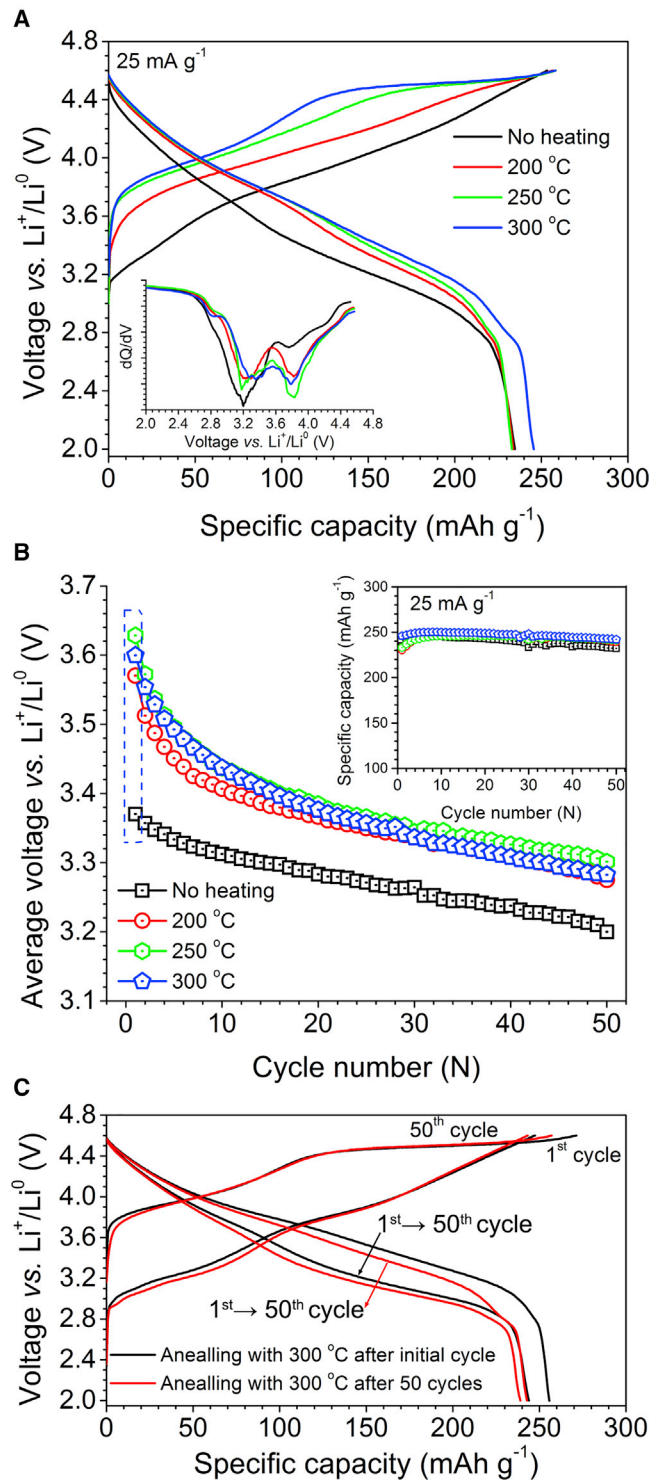 A
25 mA g⁻¹
4.8
4.4
4.0
3.6
3.2
2.8
2.4
2.0
Voltage vs. Li⁺/Li⁰ (V)
No heating
200 °C
250 °C
300 °C
dQ/dV
2.0 2.4 2.8 3.2 3.6 4.0 4.4 4.8
Voltage vs. Li⁺/Li⁰ (V)
0 50 100 150 200 250 300
Specific capacity (mAh g⁻¹)
B
3.7
3.6
3.5
3.4
3.3
3.2
3.1
Average voltage vs. Li⁺/Li⁰ (V)
25 mA g⁻¹
300
250
200
150
100
Specific capacity (mAh g⁻¹)
0 10 20 30 40 50
Cycle number (N)
No heating
200 °C
250 °C
300 °C
0 10 20 30 40 50
Cycle number (N)
C
4.8
4.4
4.0
3.6
3.2
2.8
2.4
2.0
Voltage vs. Li⁺/Li⁰ (V)
50ᵗʰ cycle
1ˢᵗ cycle
1ˢᵗ→ 50ᵗʰ cycle
1ˢᵗ→ 50ᵗʰ cycle
Anealling with 300 °C after initial cycle
Anealling with 300 °C after 50 cycles
0 50 100 150 200 250 300
Specific capacity (mAh g⁻¹)